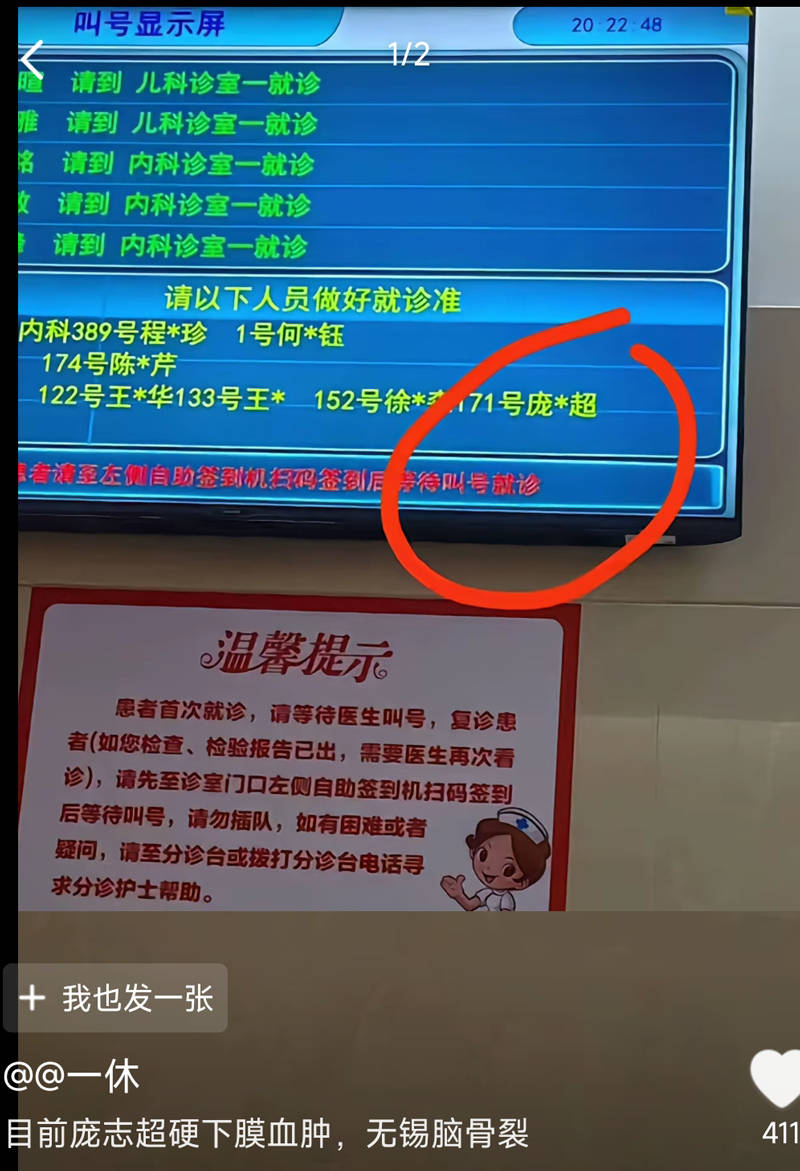 叫号显示屏
20:22:48
1/2
暄 请到 儿科诊室一就诊
雅 请到 儿科诊室一就诊
铭 请到 内科诊室一就诊
请到 内科诊室一就诊
请到 内科诊室一就诊
请以下人员做好就诊准
内科389号程*珍 1号何*钰
174号陈*芹
122号王*华133号王* 152号徐* 171号庞*超
患者请至左侧自助签到机扫码签到后等待叫号就诊
温馨提示
患者首次就诊，请等待医生叫号，复诊患
者(如您检查、检验报告已出，需要医生再次看
诊)，请先至诊室门口左侧自助签到机扫码签到
后等待叫号，请勿插队，如有困难或者
疑问，请至分诊台或拨打分诊台电话寻
求分诊护士帮助。
+ 我也发一张
@@一休
目前庞志超硬下膜血肿，无锡脑骨裂
411